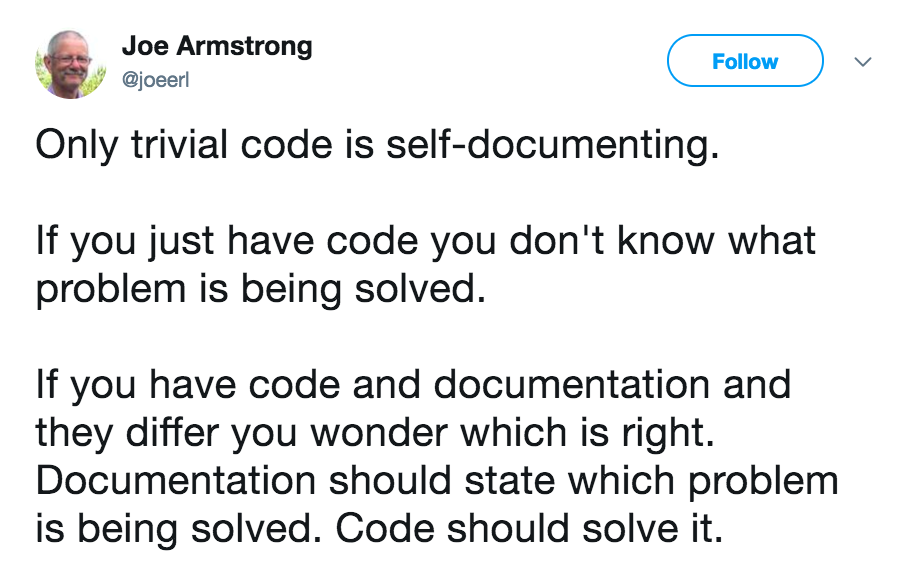 Joe Armstrong
@joeerl
Follow
Only trivial code is self-documenting.
If you just have code you don't know what
problem is being solved.
If you have code and documentation and
they differ you wonder which is right.
Documentation should state which problem
is being solved. Code should solve it.